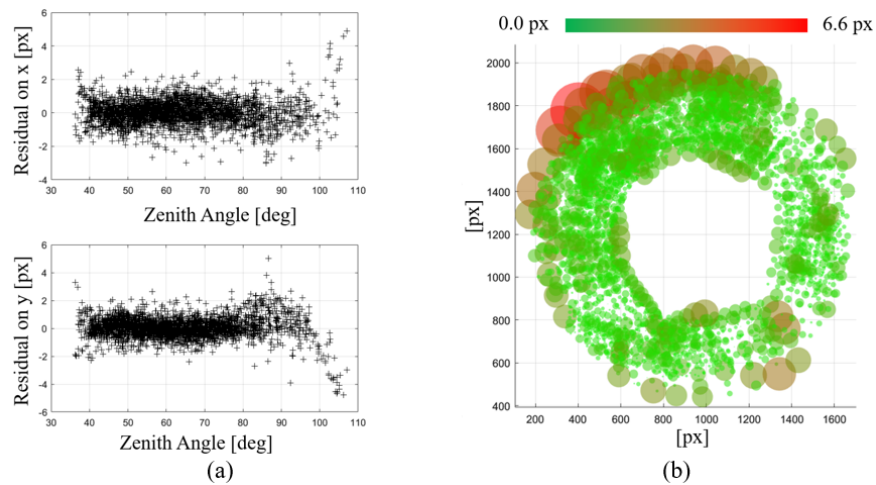 6
4
2
0
-2
-4
30 40 50 60 70 80 90 100 110
Residual on x [px]
Zenith Angle [deg]
6
4
2
0
-2
-4
-6
30 40 50 60 70 80 90 100 110
Residual on y [px]
Zenith Angle [deg]
(a)
0.0 px 6.6 px
2000
1800
1600
1400
1200
1000
800
600
400
200 400 600 800 1000 1200 1400 1600
[px]
[px]
(b)